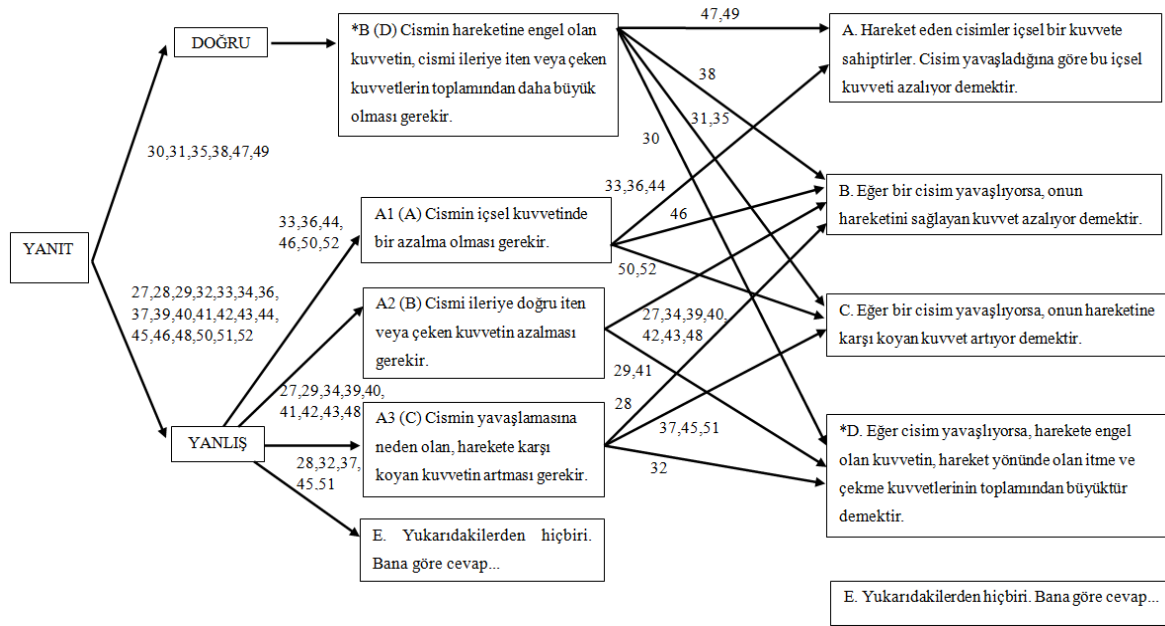 YANIT
DOĞRU
30,31,35,38,47,49
27,28,29,32,33,34,36,
37,39,40,41,42,43,44,
45,46,48,50,51,52
YANLIŞ
*B (D) Cismin hareketine engel olan
kuvvetin, cismi ileriye iten veya çeken
kuvvetlerin toplamından daha büyük
olması gerekir.
33,36,44,
46,50,52
A1 (A) Cismin içsel kuvvetinde
bir azalma olması gerekir.
27,29,34,39,40,
41,42,43,48
A2 (B) Cismi ileriye doğru iten
veya çeken kuvvetin azalması
gerekir.
28,32,37,
45.51
A3 (C) Cismin yavaşlamasına
neden olan, harekete karşı
koyan kuvvetin artması gerekir.
E. Yukarıdakilerden hiçbiri.
Bana göre cevap...
47,49
38
31,35
30
33,36,44
46
50,52
27,34,39,40,
42,43,48
29,41
28
37,45,51
32
A. Hareket eden cisimler içsel bir kuvvete
sahiptirler. Cisim yavaşladığına göre bu içsel
kuvveti azalıyor demektir.
B. Eğer bir cisim yavaşlıyorsa, onun
hareketini sağlayan kuvvet azalıyor demektir.
C. Eğer bir cisim yavaşlıyorsa, onun hareketine
karşı koyan kuvvet artıyor demektir.
*D. Eğer cisim yavaşlıyorsa, harekete engel
olan kuvvetin, hareket yönünde olan itme ve
çekme kuvvetlerinin toplamından büyüktür
demektir.
E. Yukarıdakilerden hiçbiri. Bana göre cevap...